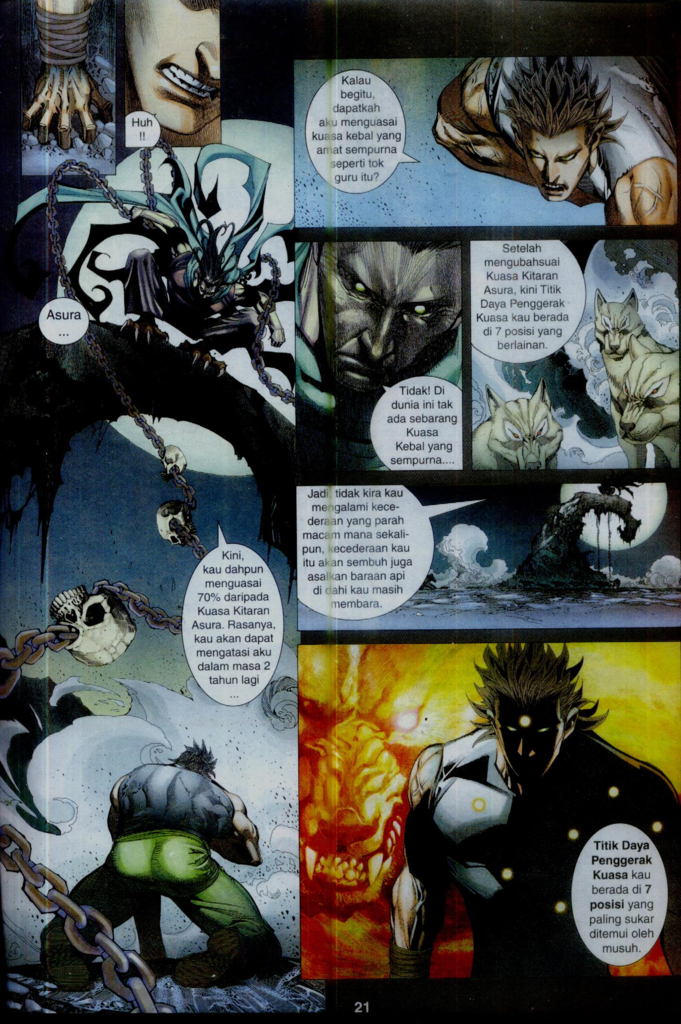 Huh
!!
Asura
...
Kini,
kau dahpun
menguasai
70% daripada
Kuasa Kitaran
Asura. Rasanya,
kau akan dapat
mengatasi aku
dalam masa 2
tahun lagi
...
Kalau
begitu,
dapatkah
aku menguasai
kuasa kebal yang
amat sempurna
seperti tok
guru itu?
Tidak! Di
dunia ini tak
ada sebarang
Kuasa
Kebal yang
sempurna....
Setelah
mengubahsuai
Kuasa Kitaran
Asura, kini Titik
Daya Penggerak
Kuasa kau berada
di 7 posisi yang
berlainan.
Jadi, tidak kira kau
mengalami kece-
deraan yang parah
macam mana sekali-
pun, kecederaan kau
itu akan sembuh juga
asalkan baraan api
di dahi kau masih
membara.
Titik Daya
Penggerak
Kuasa kau
berada di 7
posisi yang
paling sukar
ditemui oleh
musuh.
21